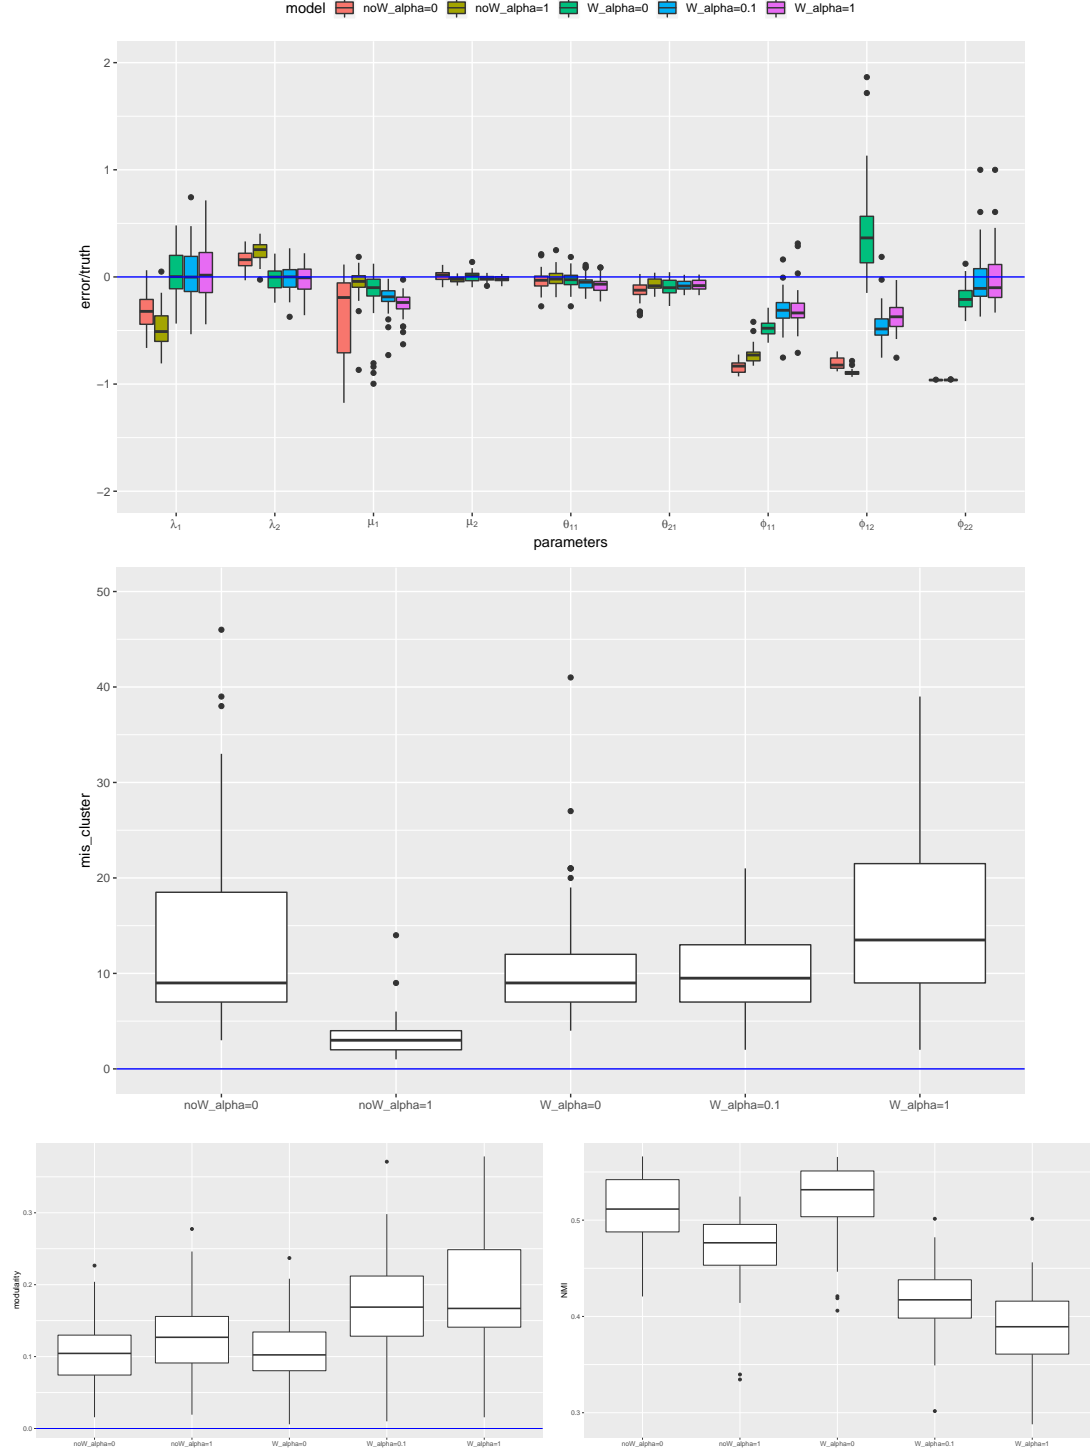 model noW_alpha=0 noW_alpha=1 W_alpha=0 W_alpha=0.1 W_alpha=1
2
1
0
−1
−2
error/truth
λ1 λ2 μ1 μ2 θ11 θ21 ϕ11 ϕ12 ϕ22
parameters
50
40
30
20
10
0
mis_cluster
noW_alpha=0 noW_alpha=1 W_alpha=0 W_alpha=0.1 W_alpha=1
0.3
0.2
0.1
0.0
modularity
noW_alpha=0 noW_alpha=1 W_alpha=0 W_alpha=0.1 W_alpha=1
0.5
0.4
0.3
NMI
noW_alpha=0 noW_alpha=1 W_alpha=0 W_alpha=0.1 W_alpha=1